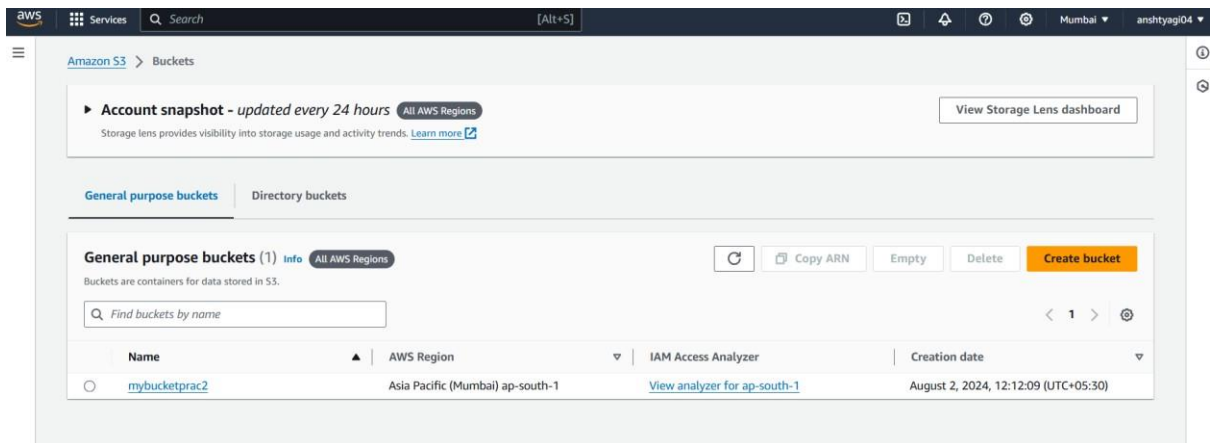 aws Services Search [Alt+S] Mumbai ▼ anshtyagi04 ▼
Amazon S3 > Buckets
▶ Account snapshot - updated every 24 hours All AWS Regions View Storage Lens dashboard
Storage lens provides visibility into storage usage and activity trends. Learn more
General purpose buckets Directory buckets
General purpose buckets (1) Info All AWS Regions Copy ARN Empty Delete Create bucket
Buckets are containers for data stored in S3.
Find buckets by name < 1 >
Name ▲ AWS Region IAM Access Analyzer Creation date
mybucketprac2 Asia Pacific (Mumbai) ap-south-1 View analyzer for ap-south-1 August 2, 2024, 12:12:09 (UTC+05:30)